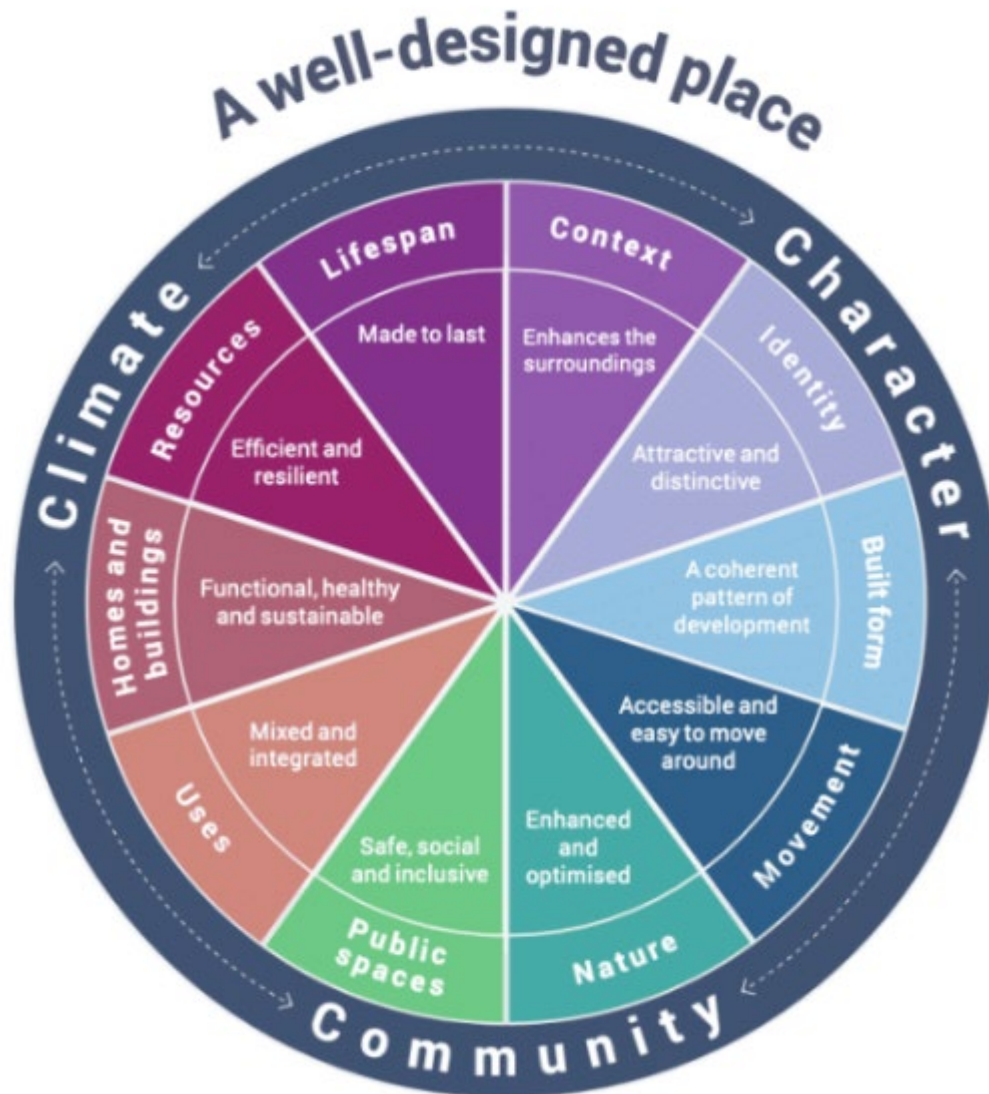 A well-designed place
Climate
Character
Community
Context
Enhances the
surroundings
Identity
Attractive and
distinctive
Built form
A coherent
pattern of
development
Movement
Accessible and
easy to move
around
Nature
Enhanced
and
optimised
Public
spaces
Safe, social
and inclusive
Uses
Mixed and
integrated
Homes and
buildings
Functional, healthy
and sustainable
Resources
Efficient and
resilient
Lifespan
Made to last